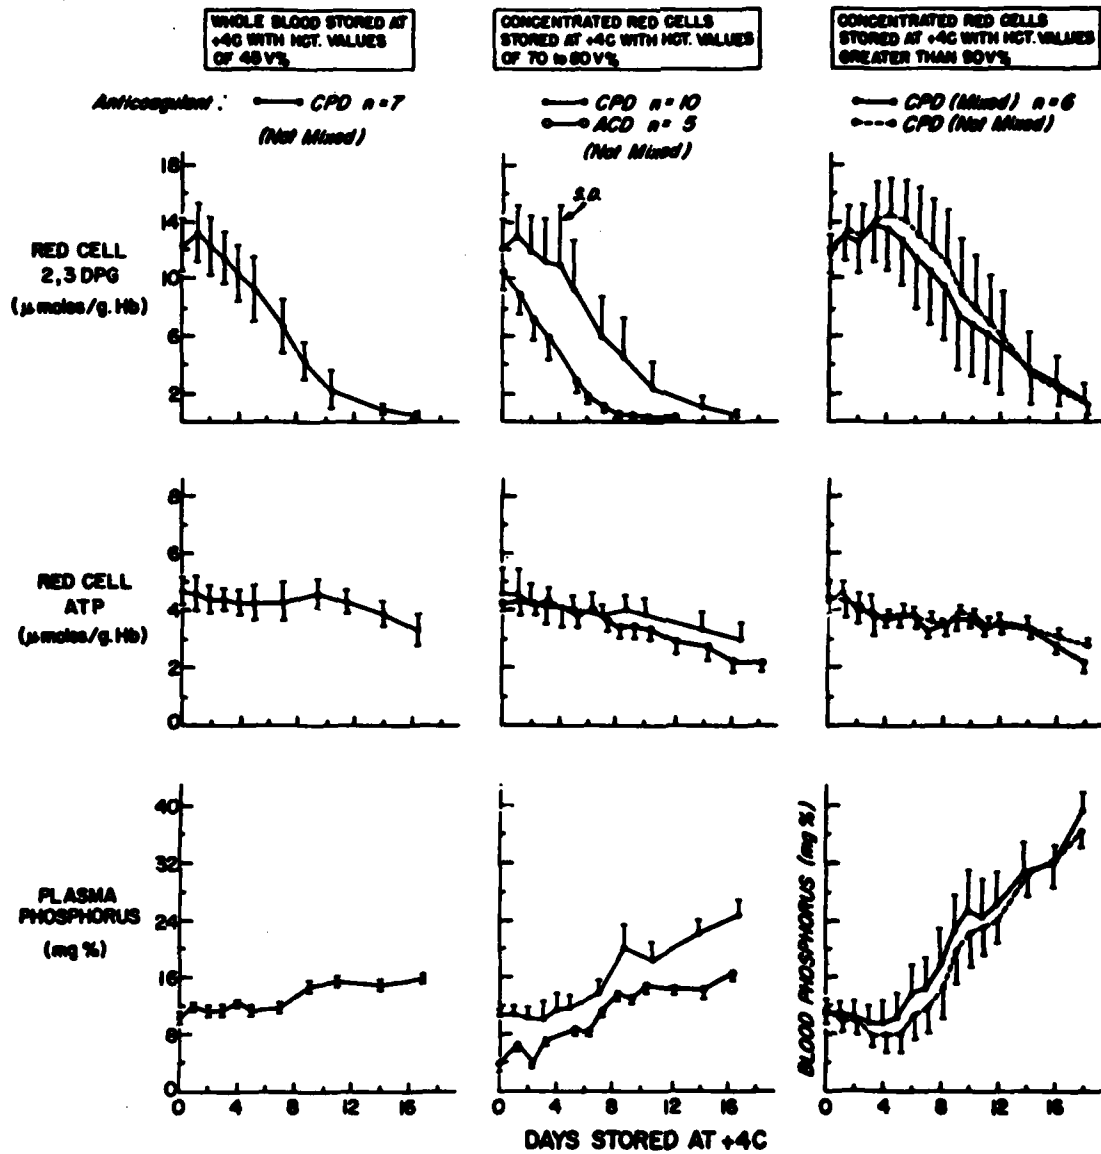 WHOLE BLOOD STORED AT
+4C WITH HCT. VALUES
OF 45 V%
CONCENTRATED RED CELLS
STORED AT +4C WITH HCT. VALUES
OF 70 to 80 V%
CONCENTRATED RED CELLS
STORED AT +4C WITH HCT. VALUES
GREATER THAN 90 V%
Anticoagulant: CPD n=7
(Not Mixed)
CPD n=10
ACD n= 5
(Not Mixed)
CPD (Mixed) n=6
CPD (Not Mixed)
RED CELL
2,3 DPG
(μ moles/g. Hb)
18
14
10
6
2
S.D.
RED CELL
ATP
(μ moles/g. Hb)
8
6
4
2
0
PLASMA
PHOSPHORUS
(mg %)
40
32
24
16
8
0
BLOOD PHOSPHORUS (mg %)
0 4 8 12 16
0 4 8 12 16
0 4 8 12 16
DAYS STORED AT +4C